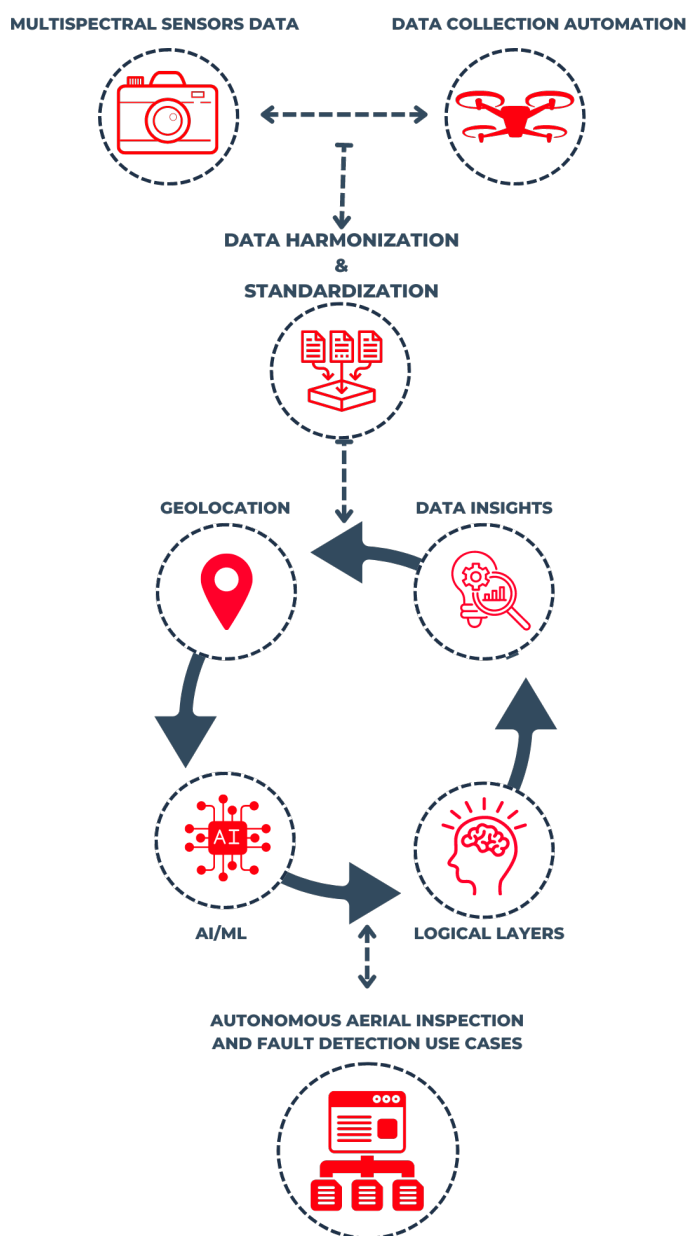 MULTISPECTRAL SENSORS DATA
DATA COLLECTION AUTOMATION
DATA HARMONIZATION
&
STANDARDIZATION
GEOLOCATION
DATA INSIGHTS
AI
AI/ML
LOGICAL LAYERS
AUTONOMOUS AERIAL INSPECTION
AND FAULT DETECTION USE CASES